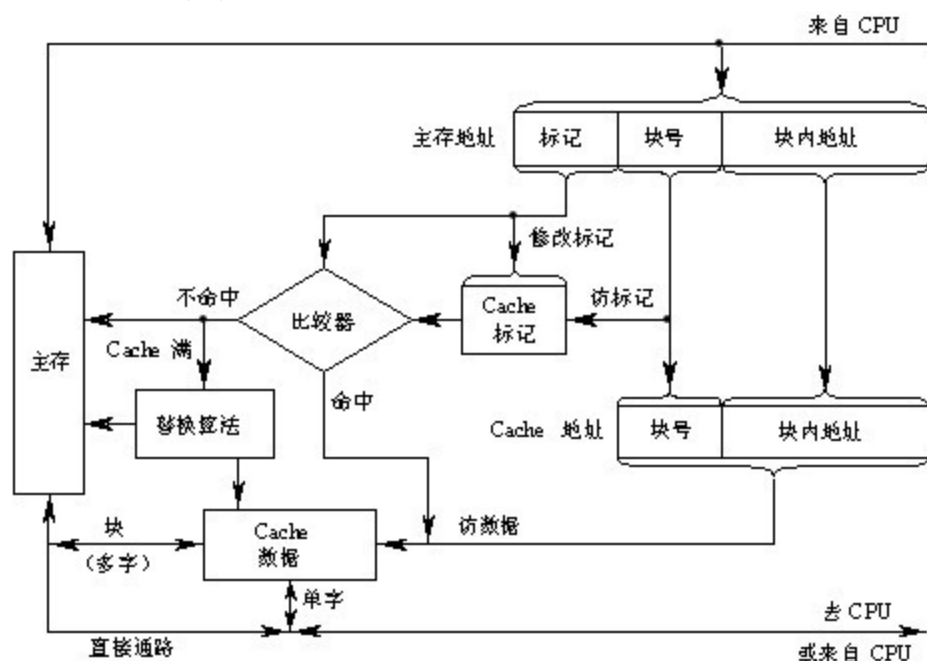 来自 CPU
主存地址
标记
块号
块内地址
修改标记
不命中
比较器
Cache
标记
访标记
主存
Cache 满
命中
替换算法
Cache 地址
块号
块内地址
块
(多字)
Cache
数据
访数据
单字
去 CPU
直接通路
或来自 CPU